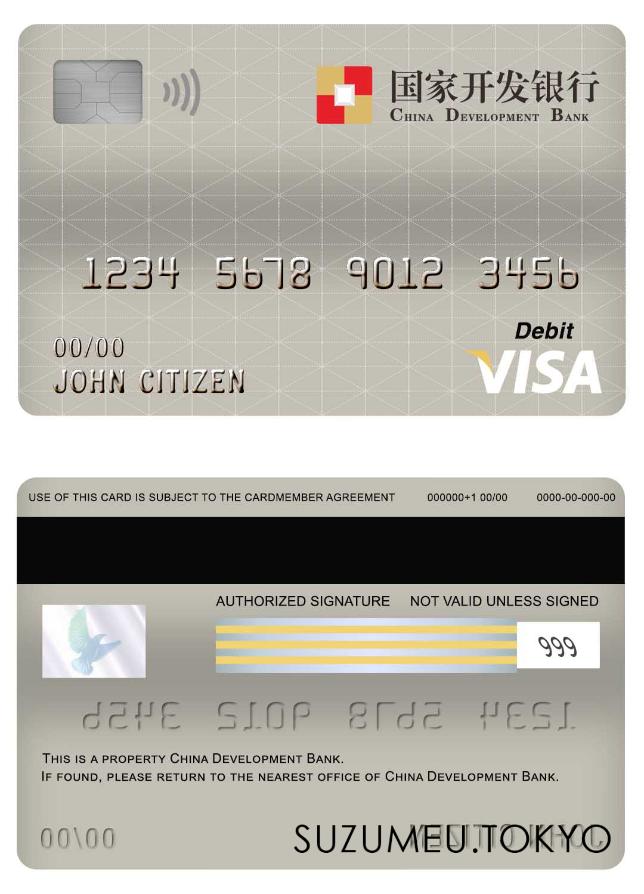 国家开发银行
CHINA DEVELOPMENT BANK
1234 5678 9012 3456
Debit
00/00
VISA
JOHN CITIZEN
USE OF THIS CARD IS SUBJECT TO THE CARDMEMBER AGREEMENT 000000+1 00/00 0000-00-000-00
AUTHORIZED SIGNATURE NOT VALID UNLESS SIGNED
999
1234 5678 9012 3456
THIS IS A PROPERTY CHINA DEVELOPMENT BANK.
IF FOUND, PLEASE RETURN TO THE NEAREST OFFICE OF CHINA DEVELOPMENT BANK.
00\00 JOHN CITIZEN
SUZUMEU.TOKYO